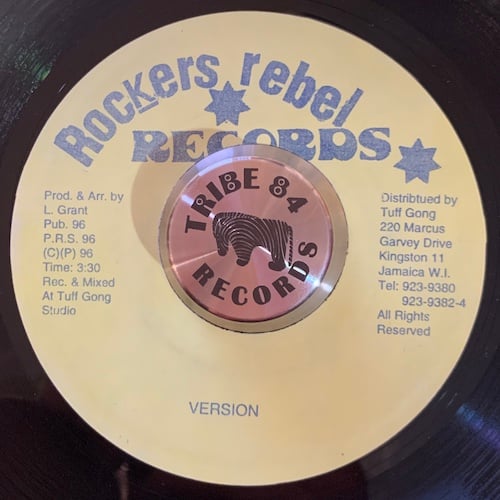 Rockers rebel
RECORDS
Prod. & Arr. by
L. Grant
Pub. 96
P.R.S. 96
(C)(P) 96
Time: 3:30
Rec. & Mixed
At Tuff Gong
Studio
TRIBE 84
RECORDS
Distribtued by
Tuff Gong
220 Marcus
Garvey Drive
Kingston 11
Jamaica W.I.
Tel: 923-9380
923-9382-4
All Rights
Reserved
VERSION